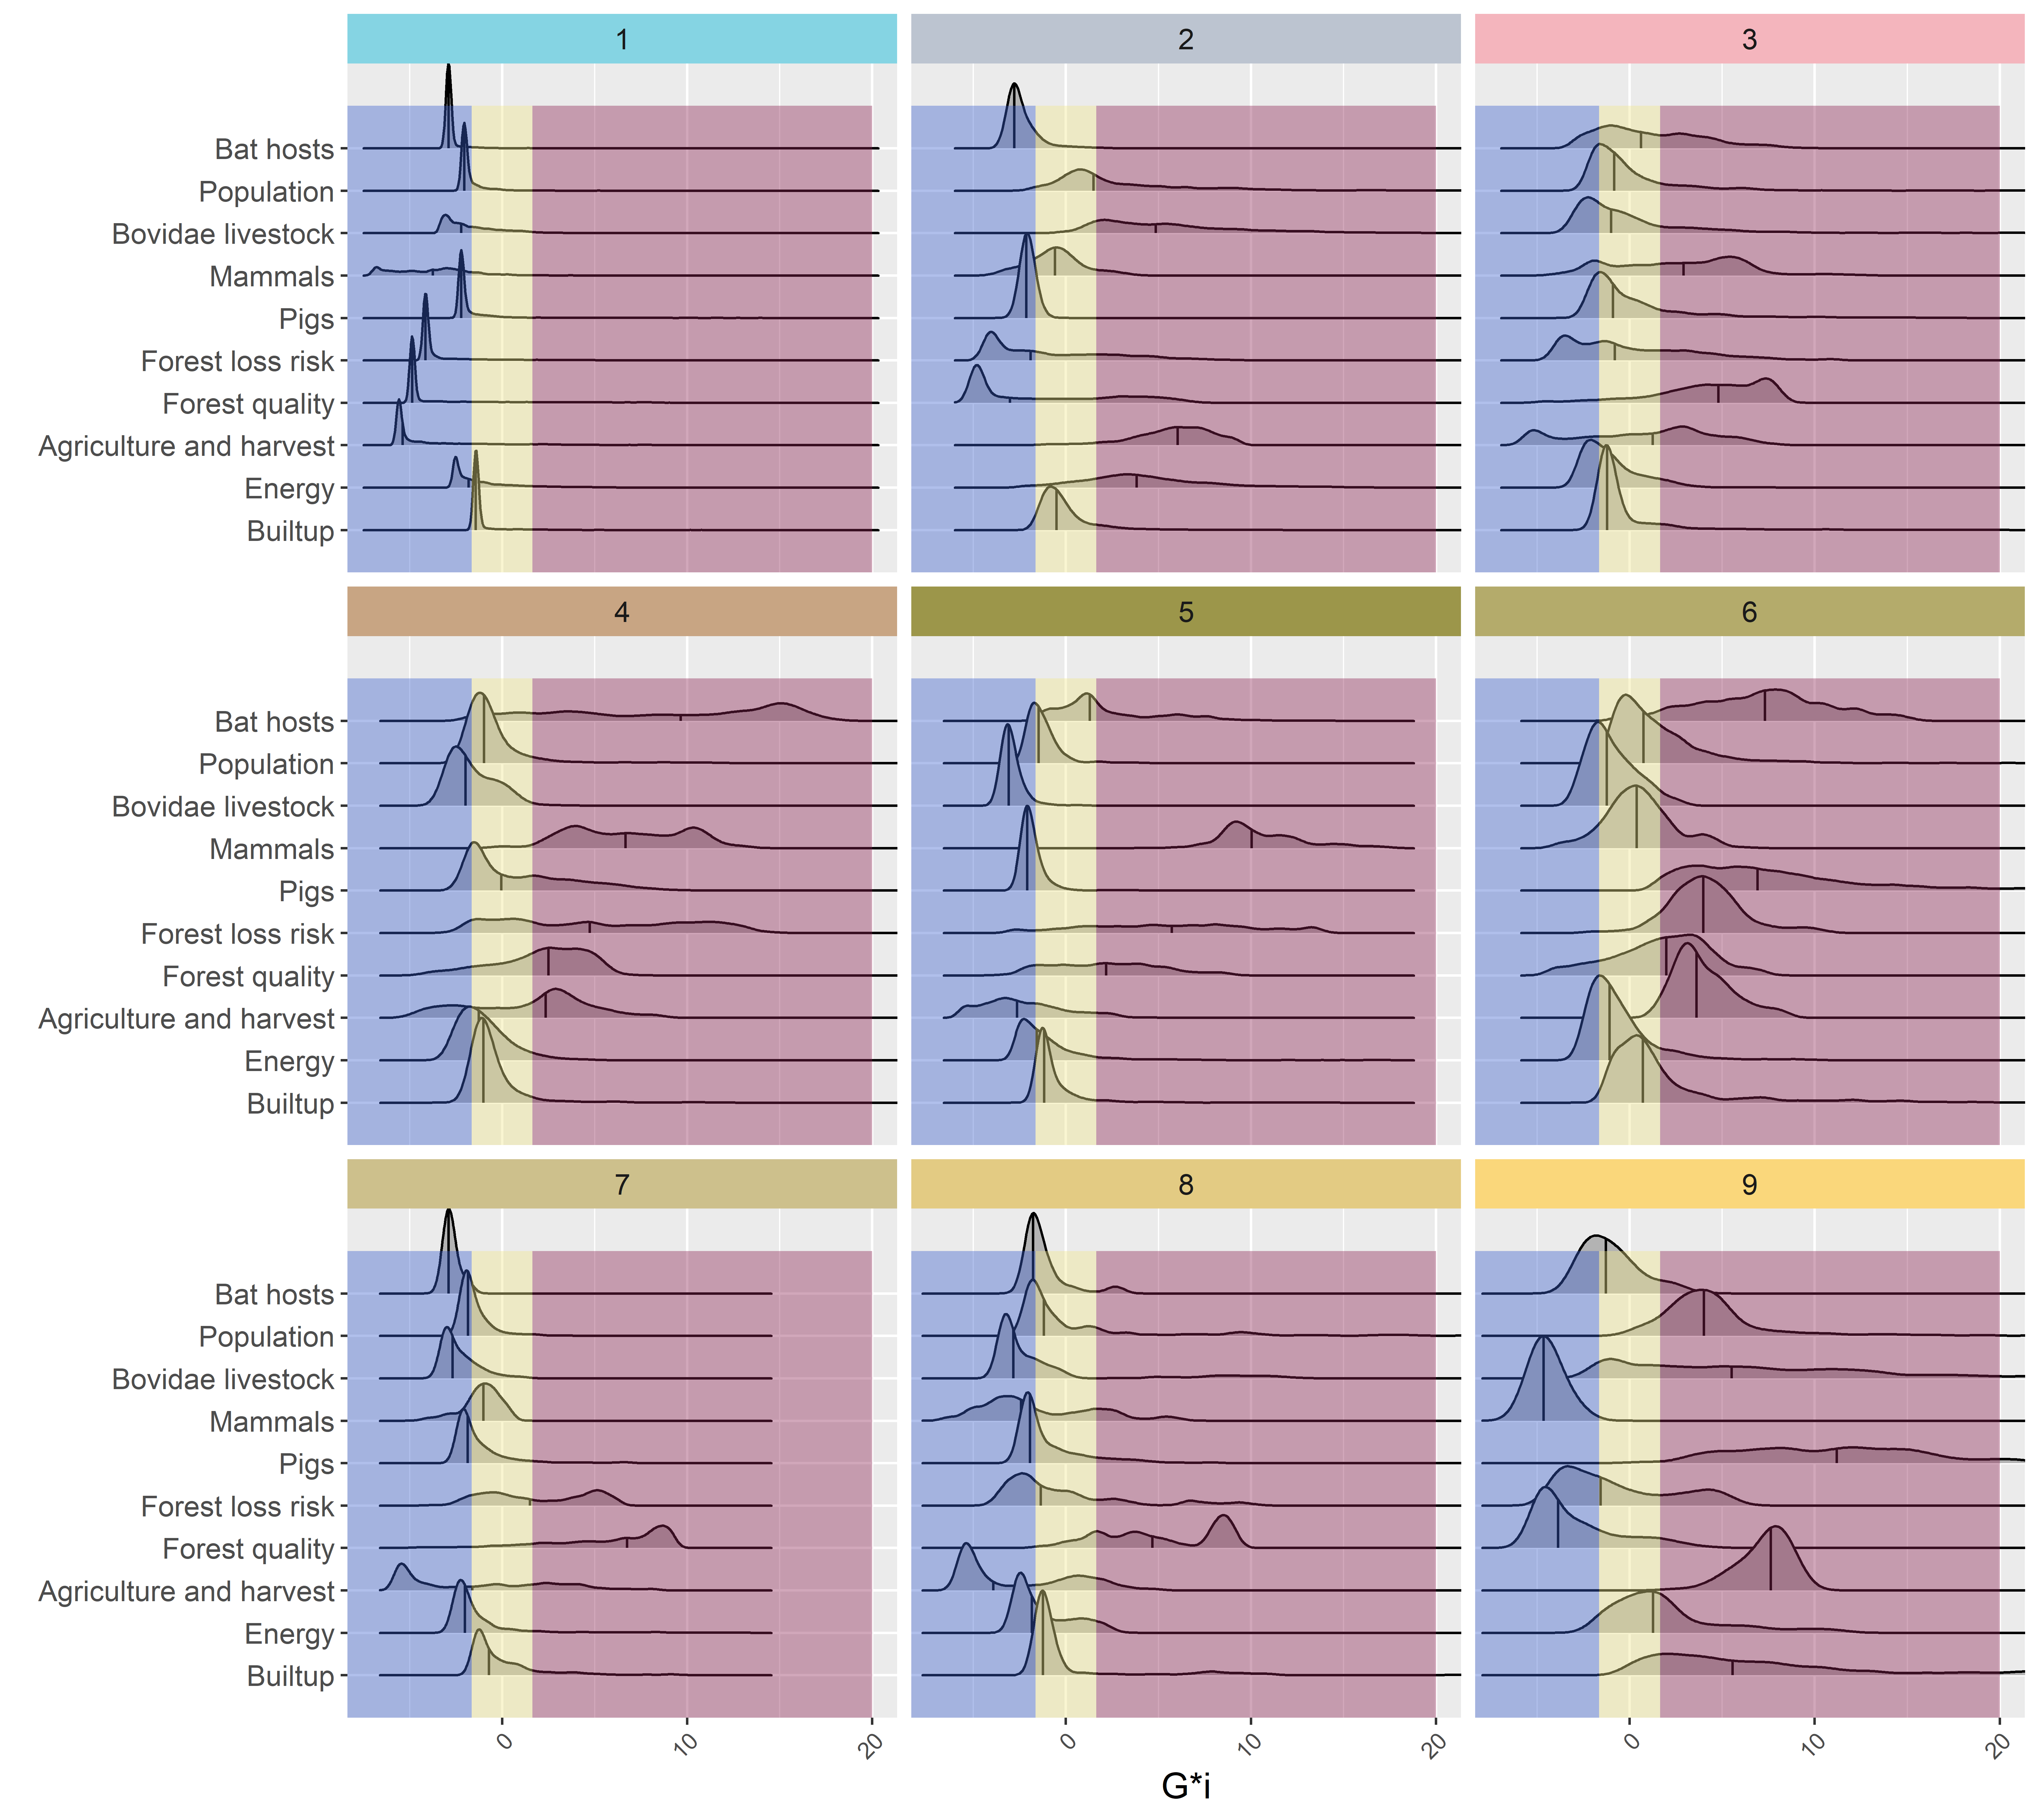 1 2 3
Bat hosts
Population
Bovidae livestock
Mammals
Pigs
Forest loss risk
Forest quality
Agriculture and harvest
Energy
Builtup
4 5 6
Bat hosts
Population
Bovidae livestock
Mammals
Pigs
Forest loss risk
Forest quality
Agriculture and harvest
Energy
Builtup
7 8 9
Bat hosts
Population
Bovidae livestock
Mammals
Pigs
Forest loss risk
Forest quality
Agriculture and harvest
Energy
Builtup
0 10 20 0 10 20 0 10 20
G*i